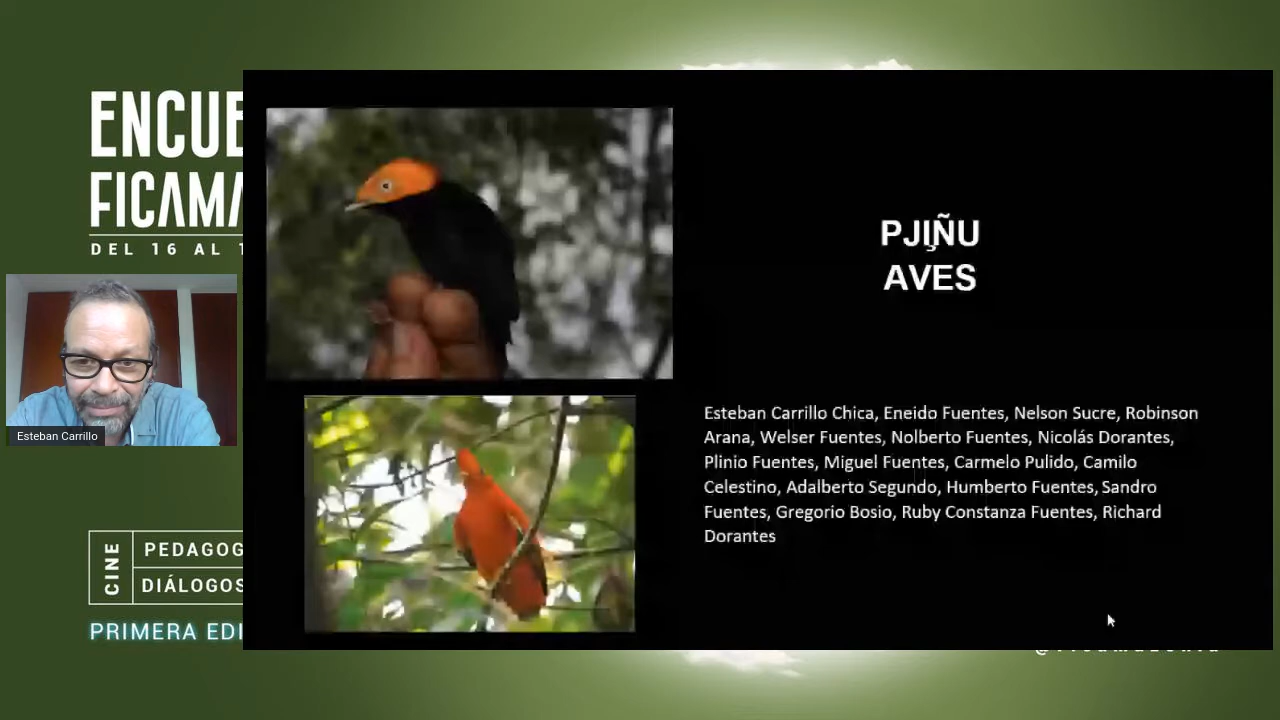 ENCUE
FICAMA
DEL 16 AL 1
Esteban Carrillo
CINE
PEDAGOG
DIÁLOGOS
PRIMERA EDI
PJĮÑU
AVES
Esteban Carrillo Chica, Eneido Fuentes, Nelson Sucre, Robinson
Arana, Welser Fuentes, Nolberto Fuentes, Nicolás Dorantes,
Plinio Fuentes, Miguel Fuentes, Carmelo Pulido, Camilo
Celestino, Adalberto Segundo, Humberto Fuentes, Sandro
Fuentes, Gregorio Bosio, Ruby Constanza Fuentes, Richard
Dorantes